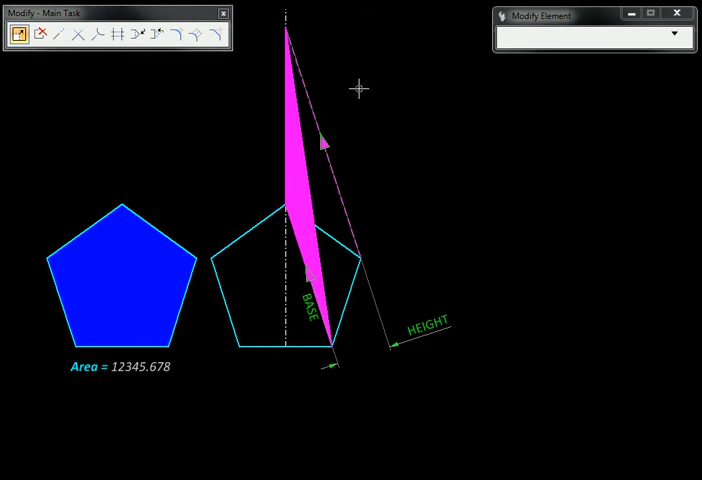 Modify - Main Task
Modify Element
BASE
HEIGHT
Area = 12345.678